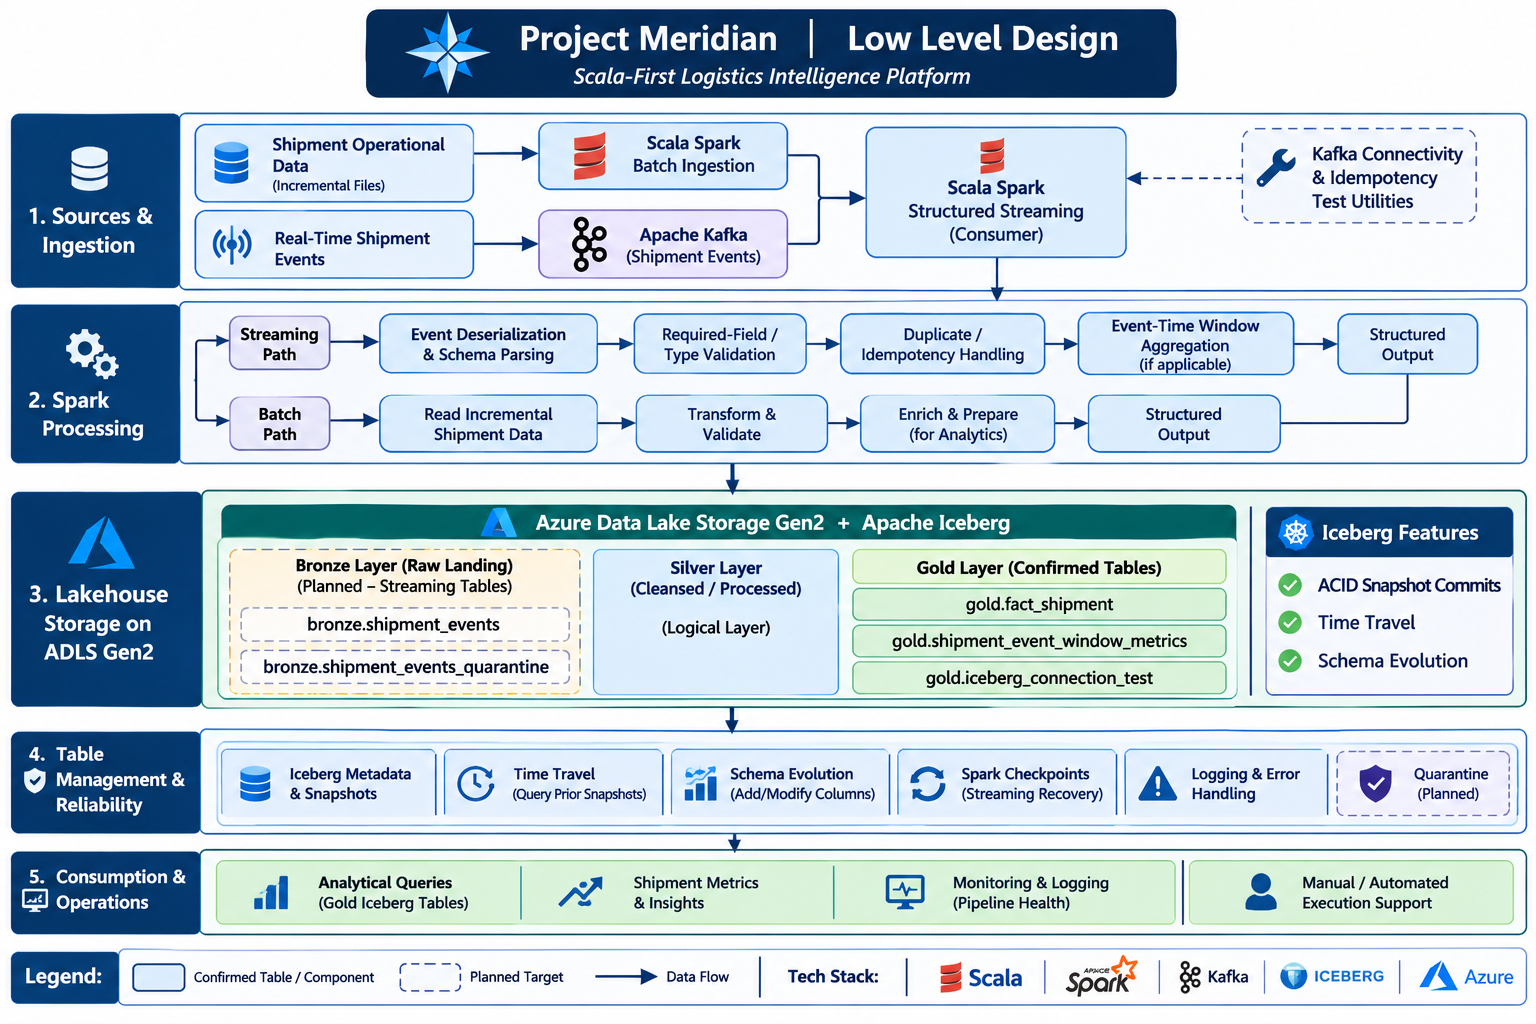 Project Meridian | Low Level Design
Scala-First Logistics Intelligence Platform
1. Sources &
Ingestion
Shipment Operational
Data
(Incremental Files)
Scala Spark
Batch Ingestion
Real-Time Shipment
Events
Apache Kafka
(Shipment Events)
Scala Spark
Structured Streaming
(Consumer)
Kafka Connectivity
& Idempotency
Test Utilities
2. Spark
Processing
Streaming
Path
Event Deserialization
& Schema Parsing
Required-Field /
Type Validation
Duplicate /
Idempotency Handling
Event-Time Window
Aggregation
(if applicable)
Structured
Output
Batch
Path
Read Incremental
Shipment Data
Transform &
Validate
Enrich & Prepare
(for Analytics)
Structured
Output
3. Lakehouse
Storage on
ADLS Gen2
Azure Data Lake Storage Gen2 + Apache Iceberg
Bronze Layer (Raw Landing)
(Planned – Streaming Tables)
bronze.shipment_events
bronze.shipment_events_quarantine
Silver Layer
(Cleansed / Processed)
(Logical Layer)
Gold Layer (Confirmed Tables)
gold.fact_shipment
gold.shipment_event_window_metrics
gold.iceberg_connection_test
Iceberg Features
ACID Snapshot Commits
Time Travel
Schema Evolution
4. Table
Management &
Reliability
Iceberg Metadata
& Snapshots
Time Travel
(Query Prior Snapshots)
Schema Evolution
(Add/Modify Columns)
Spark Checkpoints
(Streaming Recovery)
Logging & Error
Handling
Quarantine
(Planned)
5. Consumption &
Operations
Analytical Queries
(Gold Iceberg Tables)
Shipment Metrics
& Insights
Monitoring & Logging
(Pipeline Health)
Manual / Automated
Execution Support
Legend:
Confirmed Table / Component
Planned Target
Data Flow
Tech Stack:
Scala
APACHE
Spark
Kafka
ICEBERG
Azure